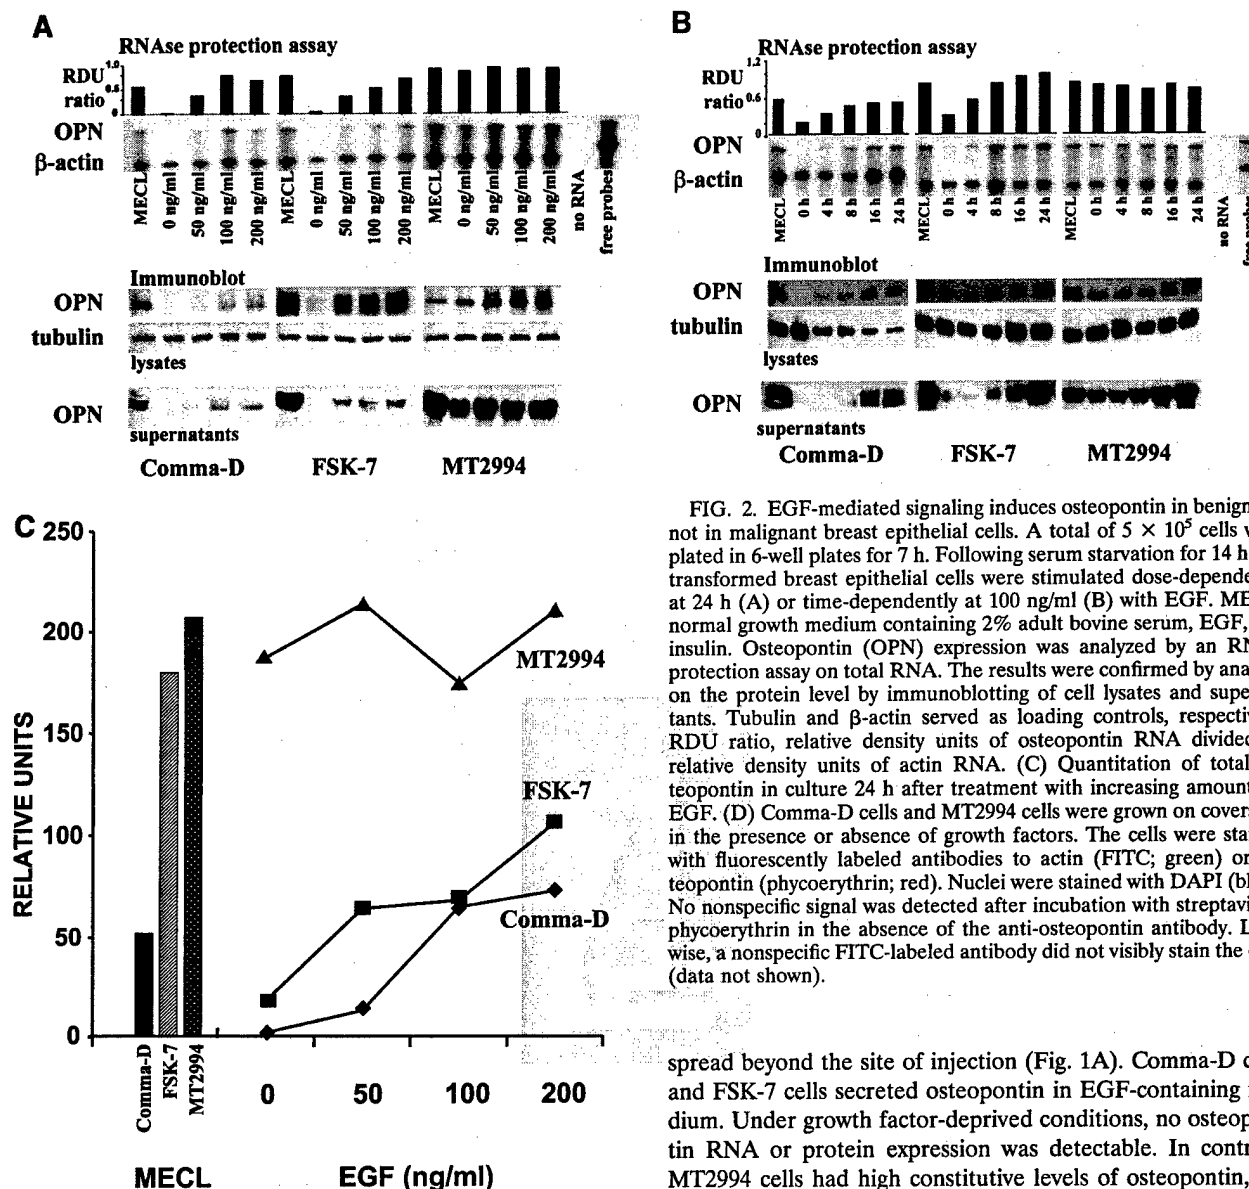 A
RNAse protection assay
RDU ratio
1.0
0.5
0
OPN
β-actin
MECL
0 ng/ml
50 ng/ml
100 ng/ml
200 ng/ml
MECL
0 ng/ml
50 ng/ml
100 ng/ml
200 ng/ml
MECL
0 ng/ml
50 ng/ml
100 ng/ml
200 ng/ml
no RNA
free probes
Immunoblot
OPN
tubulin
lysates
OPN
supernatants
Comma-D FSK-7 MT2994
B
RNAse protection assay
RDU ratio
1.2
0.6
0
OPN
β-actin
MECL
0 h
4 h
8 h
16 h
24 h
MECL
0 h
4 h
8 h
16 h
24 h
MECL
0 h
4 h
8 h
16 h
24 h
no RNA
free probes
Immunoblot
OPN
tubulin
lysates
OPN
supernatants
Comma-D FSK-7 MT2994
C
RELATIVE UNITS
250
200
150
100
50
0
MT2994
FSK-7
Comma-D
Comma-D
FSK-7
MT2994
0 50 100 200
MECL EGF (ng/ml)
FIG. 2. EGF-mediated signaling induces osteopontin in benign
not in malignant breast epithelial cells. A total of 5 × 10⁵ cells w
plated in 6-well plates for 7 h. Following serum starvation for 14 h
transformed breast epithelial cells were stimulated dose-depende
at 24 h (A) or time-dependently at 100 ng/ml (B) with EGF. ME
normal growth medium containing 2% adult bovine serum, EGF,
insulin. Osteopontin (OPN) expression was analyzed by an RN
protection assay on total RNA. The results were confirmed by ana
on the protein level by immunoblotting of cell lysates and supe
tants. Tubulin and β-actin served as loading controls, respectiv
RDU ratio, relative density units of osteopontin RNA divided
relative density units of actin RNA. (C) Quantitation of total
teopontin in culture 24 h after treatment with increasing amount
EGF. (D) Comma-D cells and MT2994 cells were grown on covers
in the presence or absence of growth factors. The cells were stai
with fluorescently labeled antibodies to actin (FITC; green) or
teopontin (phycoerythrin; red). Nuclei were stained with DAPI (bl
No nonspecific signal was detected after incubation with streptavi
phycoerythrin in the absence of the anti-osteopontin antibody. L
wise, a nonspecific FITC-labeled antibody did not visibly stain the
(data not shown).
spread beyond the site of injection (Fig. 1A). Comma-D c
and FSK-7 cells secreted osteopontin in EGF-containing
dium. Under growth factor-deprived conditions, no osteop
tin RNA or protein expression was detectable. In contr
MT2994 cells had high constitutive levels of osteopontin,